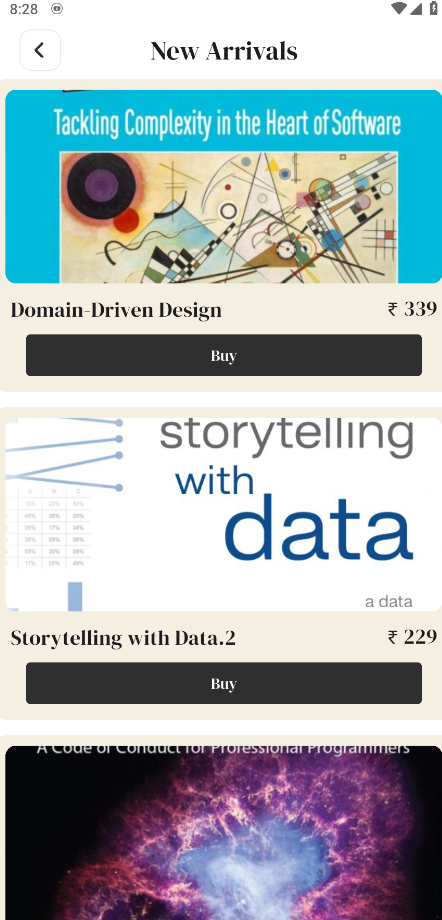 8:28
New Arrivals
Tackling Complexity in the Heart of Software
Domain-Driven Design ₹ 339
Buy
storytelling
with
data
A B C
a data
Storytelling with Data.2 ₹ 229
Buy
A Code of Conduct for Professional Programmers